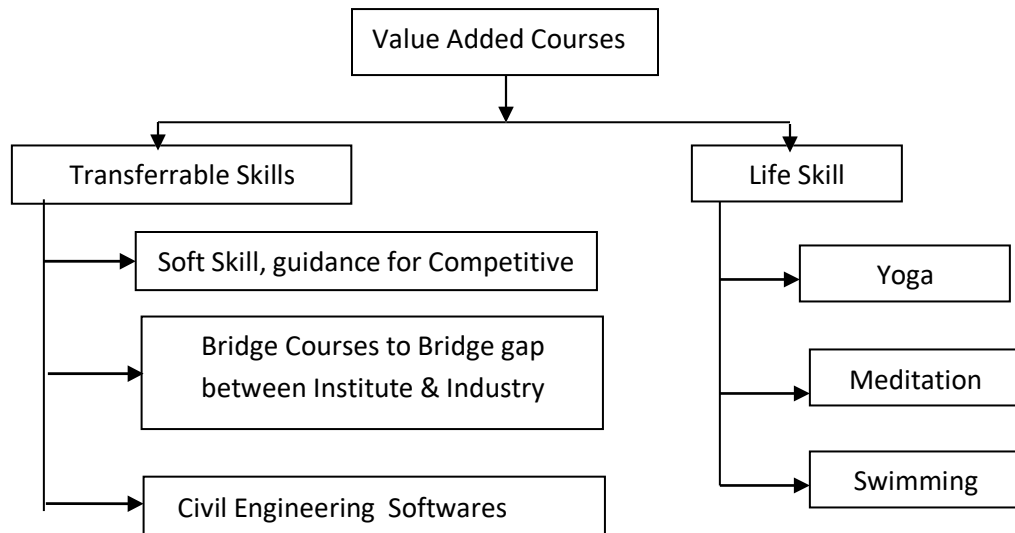 Value Added Courses
Transferrable Skills
Life Skill
Soft Skill, guidance for Competitive
Bridge Courses to Bridge gap
between Institute & Industry
Civil Engineering Softwares
Yoga
Meditation
Swimming